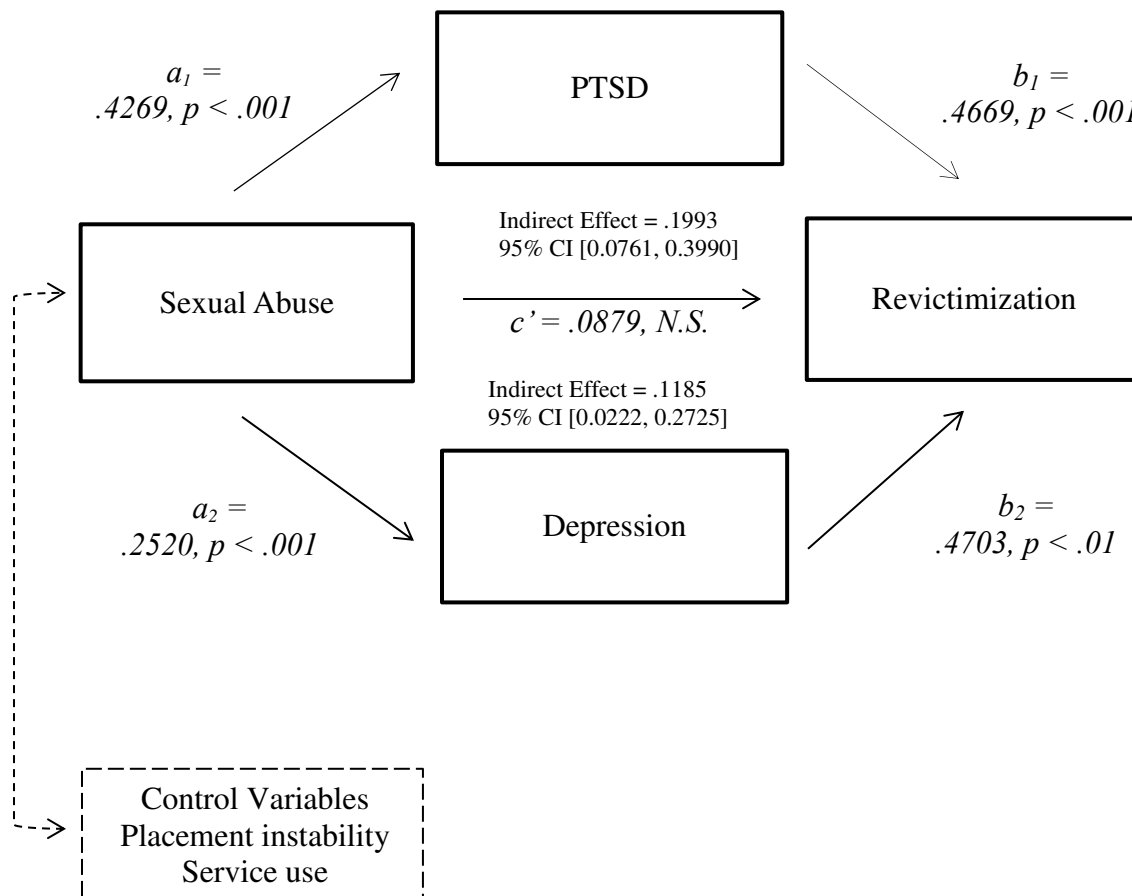 a1 =
.4269, p < .001
PTSD
b1 =
.4669, p < .001
Indirect Effect = .1993
95% CI [0.0761, 0.3990]
Sexual Abuse
c’ = .0879, N.S.
Revictimization
Indirect Effect = .1185
95% CI [0.0222, 0.2725]
a2 =
.2520, p < .001
Depression
b2 =
.4703, p < .01
Control Variables
Placement instability
Service use